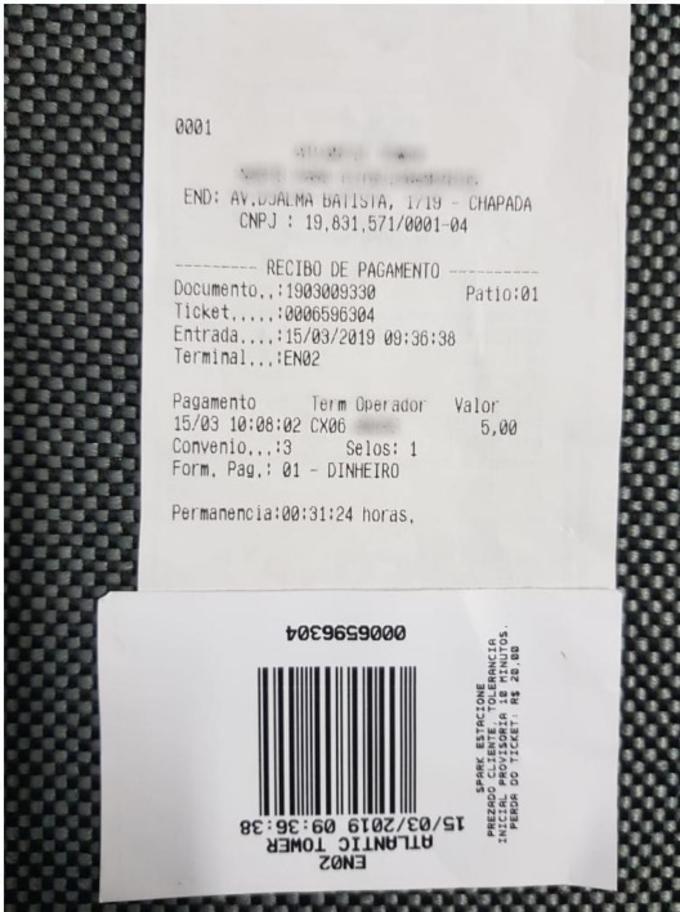 0001
END: AV.DJALMA BATISTA, 1719 - CHAPADA
CNPJ : 19,831,571/0001-04
--------- RECIBO DE PAGAMENTO ----------
Documento..:1903009330 Patio:01
Ticket.....:0006596304
Entrada....:15/03/2019 09:36:38
Terminal...:EN02
Pagamento Term Operador Valor
15/03 10:08:02 CX06 5,00
Convenio...:3 Selos: 1
Form. Pag.: 01 - DINHEIRO
Permanencia:00:31:24 horas.
0006596304
15/03/2019 09:36:38
ATLANTIC TOWER
EN02
SPARK ESTACIONE
PREZADO CLIENTE, TOLERANCIA
INICIAL PROVISORIA 10 MINUTOS.
PERDA DO TICKET: R$ 20,00